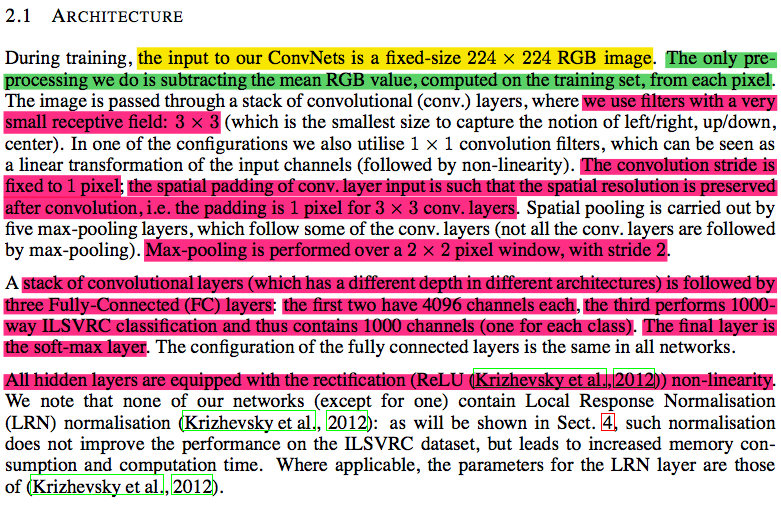 2.1 ARCHITECTURE
During training, the input to our ConvNets is a fixed-size 224 × 224 RGB image. The only pre-
processing we do is subtracting the mean RGB value, computed on the training set, from each pixel.
The image is passed through a stack of convolutional (conv.) layers, where we use filters with a very
small receptive field: 3 × 3 (which is the smallest size to capture the notion of left/right, up/down,
center). In one of the configurations we also utilise 1 × 1 convolution filters, which can be seen as
a linear transformation of the input channels (followed by non-linearity). The convolution stride is
fixed to 1 pixel; the spatial padding of conv. layer input is such that the spatial resolution is preserved
after convolution, i.e. the padding is 1 pixel for 3 × 3 conv. layers. Spatial pooling is carried out by
five max-pooling layers, which follow some of the conv. layers (not all the conv. layers are followed
by max-pooling). Max-pooling is performed over a 2 × 2 pixel window, with stride 2.
A stack of convolutional layers (which has a different depth in different architectures) is followed by
three Fully-Connected (FC) layers: the first two have 4096 channels each, the third performs 1000-
way ILSVRC classification and thus contains 1000 channels (one for each class). The final layer is
the soft-max layer. The configuration of the fully connected layers is the same in all networks.
All hidden layers are equipped with the rectification (ReLU (Krizhevsky et al., 2012)) non-linearity.
We note that none of our networks (except for one) contain Local Response Normalisation
(LRN) normalisation (Krizhevsky et al., 2012): as will be shown in Sect. 4, such normalisation
does not improve the performance on the ILSVRC dataset, but leads to increased memory con-
sumption and computation time. Where applicable, the parameters for the LRN layer are those
of (Krizhevsky et al., 2012).